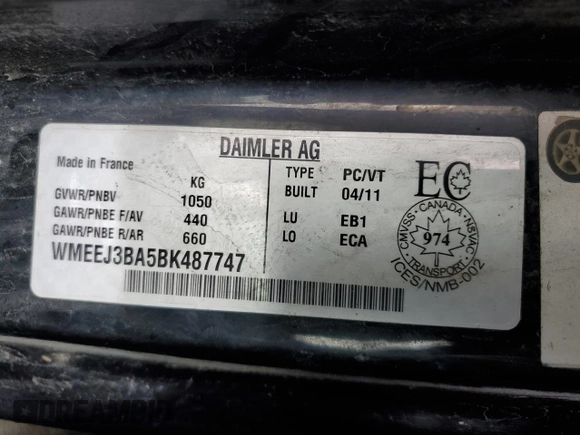 DAIMLER AG
Made in France
KG
GVWR/PNBV 1050
GAWR/PNBE F/AV 440
GAWR/PNBE R/AR 660
WMEEJ3BA5BK487747
TYPE PC/VT
BUILT 04/11
LU EB1
LO ECA
EC
CMVSS-CANADA-NSVAC
974
TRANSPORT
ICES/NMB-002